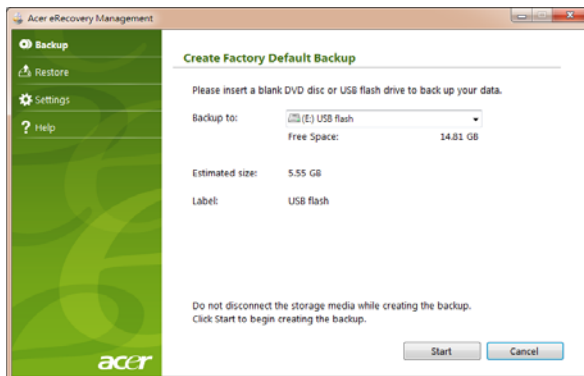 Acer eRecovery Management
Backup
Restore
Settings
? Help
Create Factory Default Backup
Please insert a blank DVD disc or USB flash drive to back up your data.
Backup to: (E:) USB flash
Free Space: 14.81 GB
Estimated size: 5.55 GB
Label: USB flash
Do not disconnect the storage media while creating the backup.
Click Start to begin creating the backup.
Start Cancel
acer